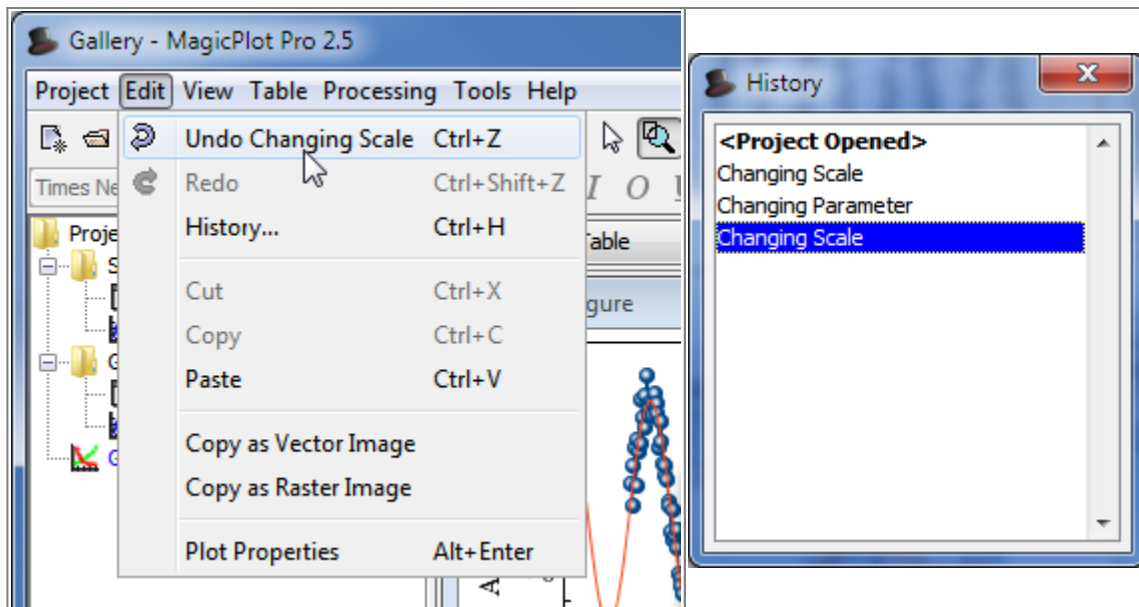 Gallery - MagicPlot Pro 2.5
Project Edit View Table Processing Tools Help
Undo Changing Scale Ctrl+Z
Times Ne
Redo Ctrl+Shift+Z
I O
Proje
History... Ctrl+H
able
S
Cut Ctrl+X
gure
Copy Ctrl+C
G
Paste Ctrl+V
Copy as Vector Image
G
Copy as Raster Image
Plot Properties Alt+Enter
A
History
<Project Opened>
Changing Scale
Changing Parameter
Changing Scale